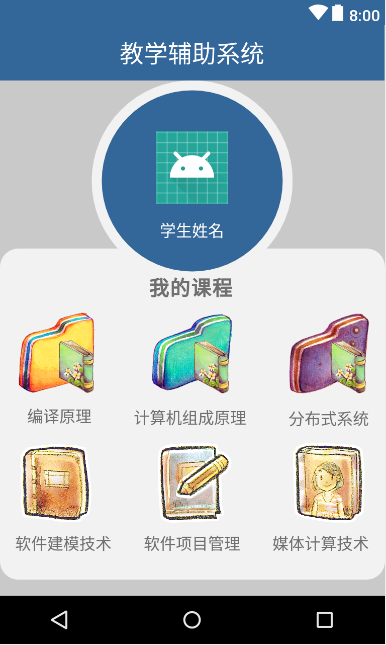 8:00
教学辅助系统
学生姓名
我的课程
编译原理
计算机组成原理
分布式系统
软件建模技术
软件项目管理
媒体计算技术